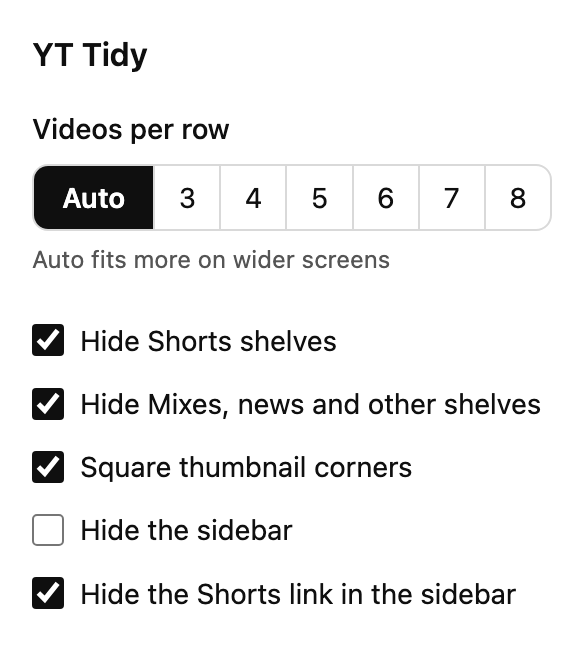 YT Tidy
Videos per row
Auto 3 4 5 6 7 8
Auto fits more on wider screens
Hide Shorts shelves
Hide Mixes, news and other shelves
Square thumbnail corners
Hide the sidebar
Hide the Shorts link in the sidebar